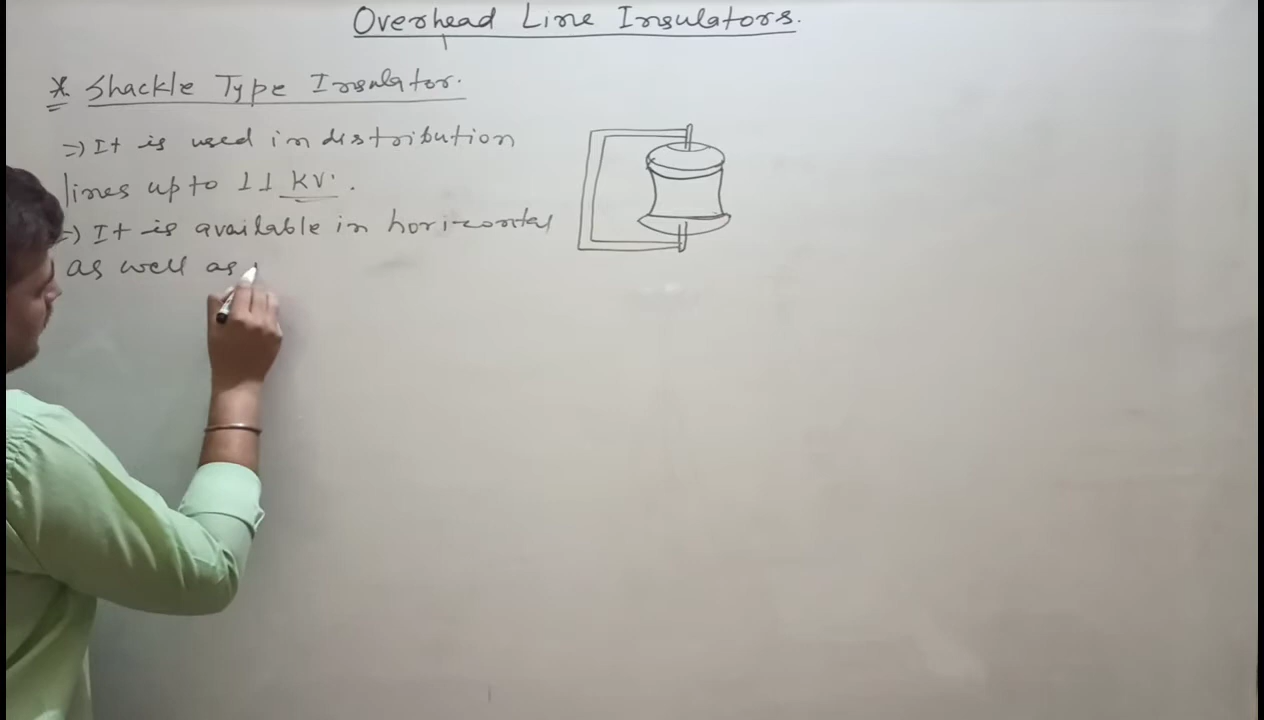 Overhead Line Insulators.
* Shackle Type Insulator.
=) It is used in distribution
lines up to 11 KV.
=) It is available in horizontal
as well as